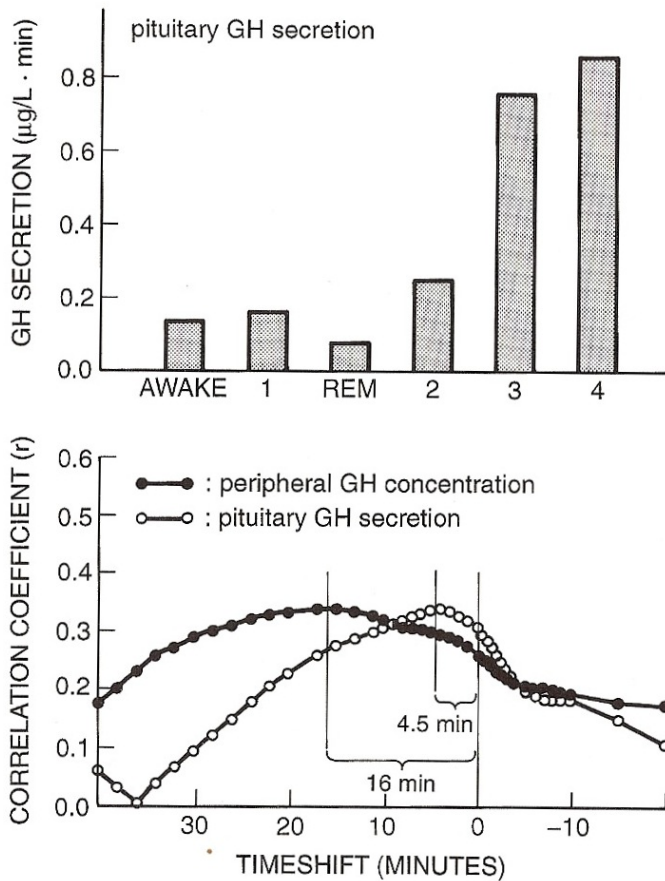 pituitary GH secretion
GH SECRETION (μg/L · min)
0.8
0.6
0.4
0.2
0.0
AWAKE 1 REM 2 3 4
CORRELATION COEFFICIENT (r)
0.6
0.5
0.4
0.3
0.2
0.1
0.0
: peripheral GH concentration
: pituitary GH secretion
4.5 min
16 min
30 20 10 0 −10
TIMESHIFT (MINUTES)